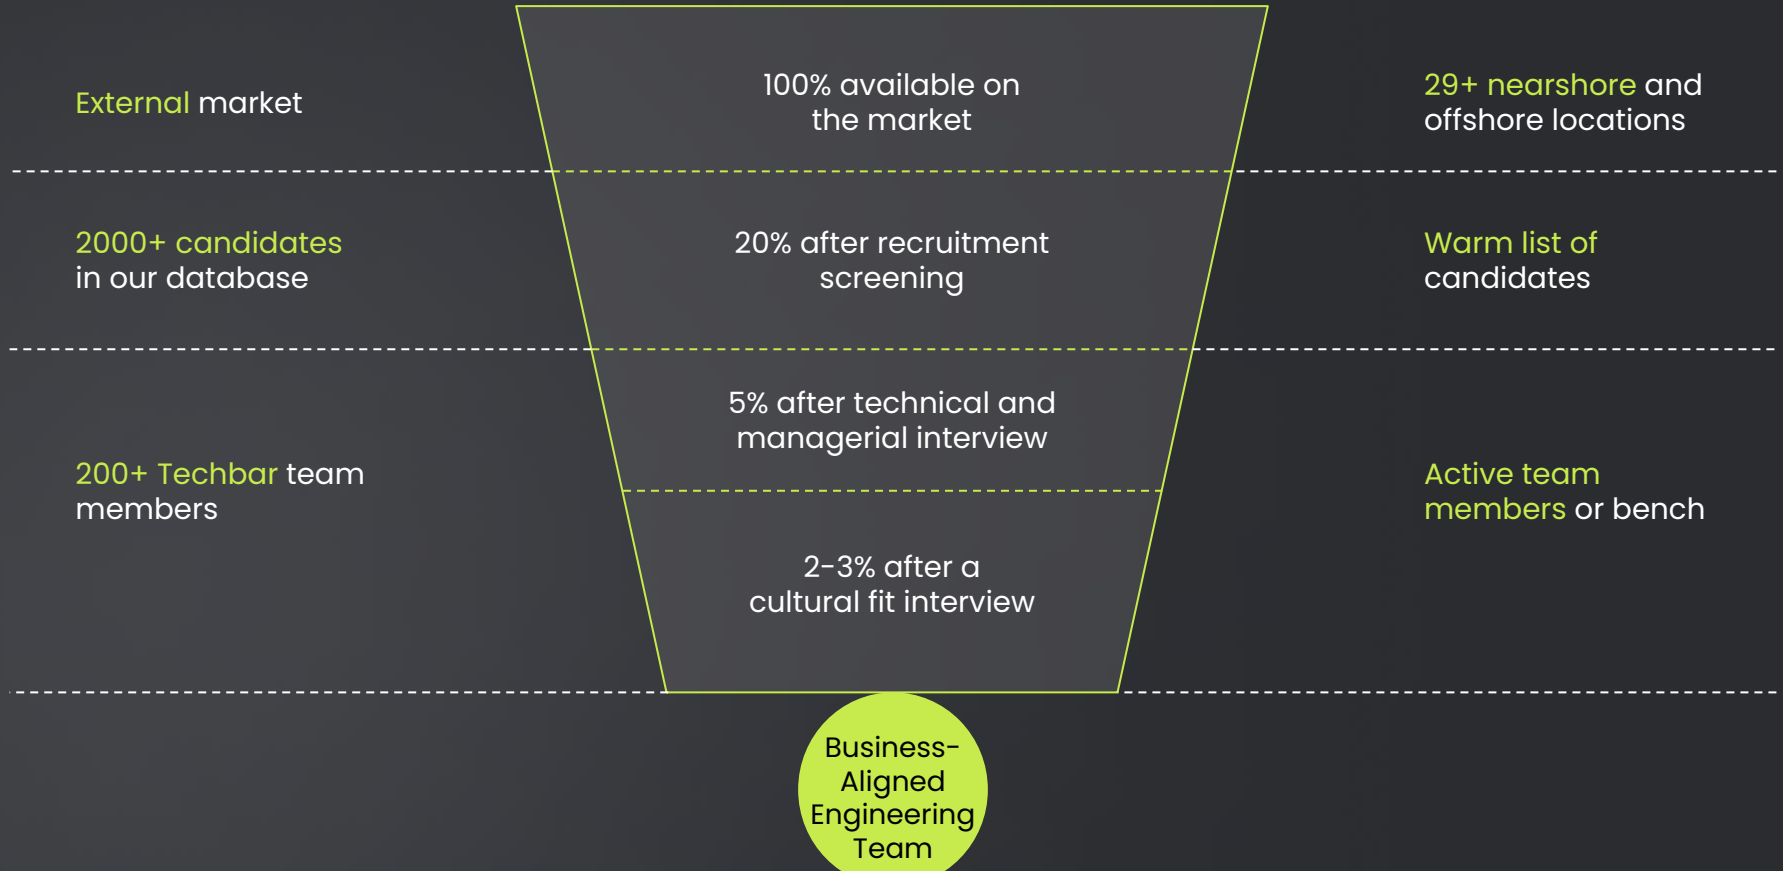 External market
100% available on
the market
29+ nearshore and
offshore locations
2000+ candidates
in our database
20% after recruitment
screening
Warm list of
candidates
200+ Techbar team
members
5% after technical and
managerial interview
2-3% after a
cultural fit interview
Active team
members or bench
Business-
Aligned
Engineering
Team